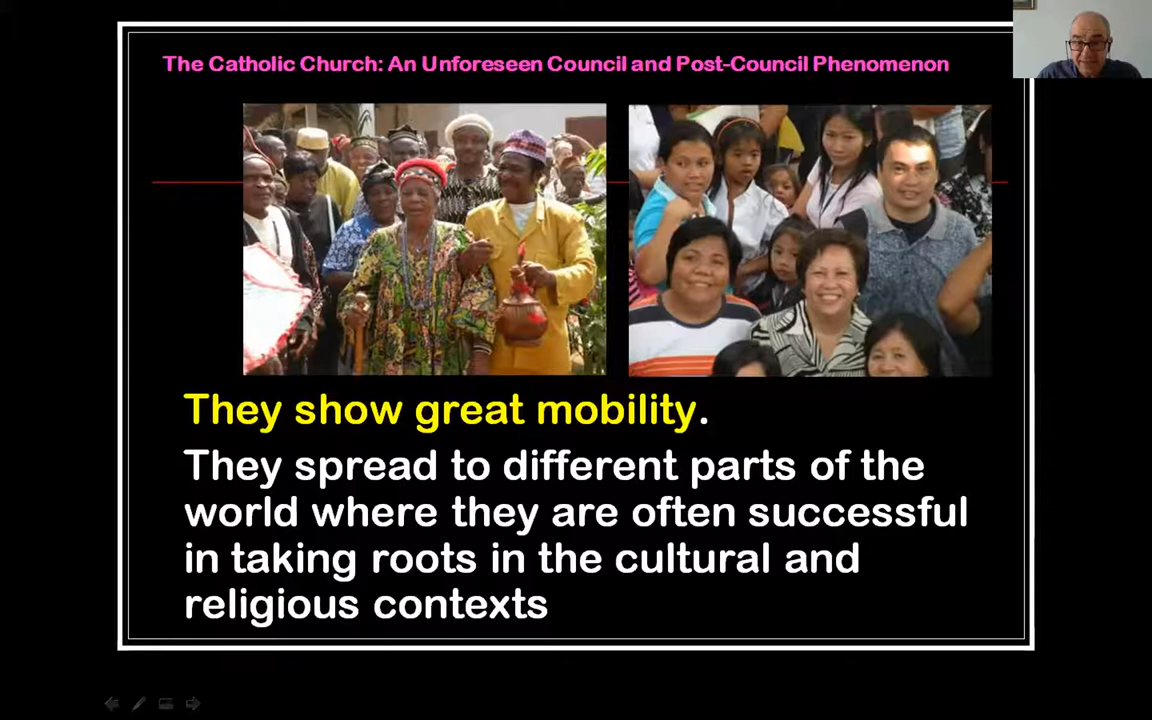 The Catholic Church: An Unforeseen Council and Post-Council Phenomenon
They show great mobility.
They spread to different parts of the
world where they are often successful
in taking roots in the cultural and
religious contexts